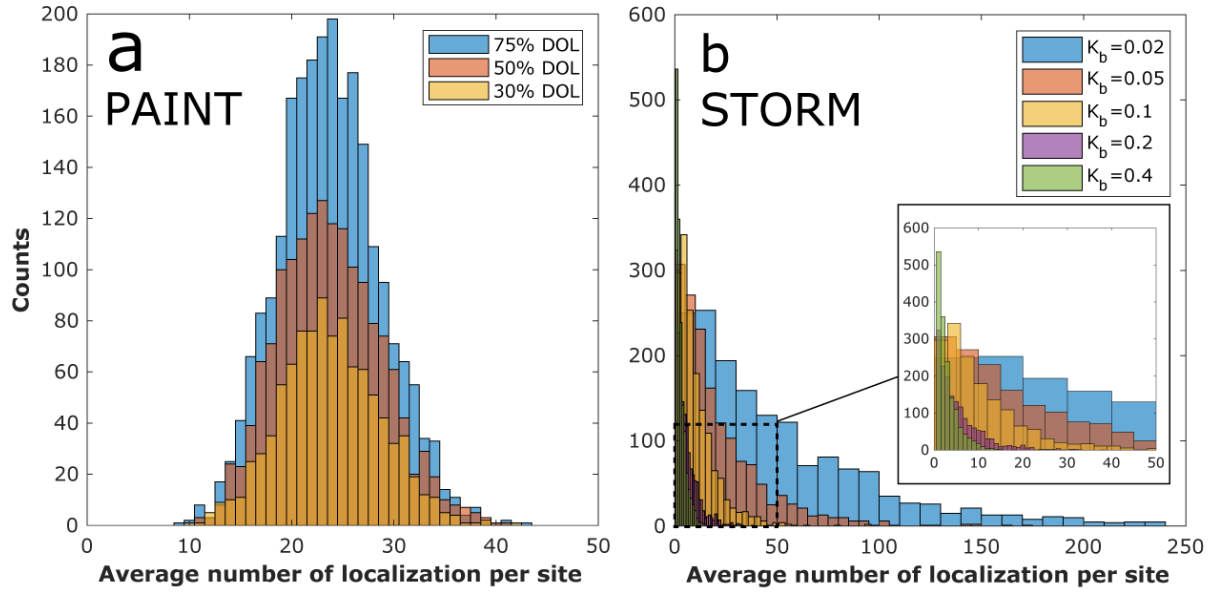 a
PAINT
75% DOL
50% DOL
30% DOL
200
180
160
140
120
100
80
60
40
20
0
0 10 20 30 40 50
Counts
Average number of localization per site
b
STORM
K_b=0.02
K_b=0.05
K_b=0.1
K_b=0.2
K_b=0.4
600
500
400
300
200
100
0
0 50 100 150 200 250
Average number of localization per site
600
500
400
300
200
100
0
0 10 20 30 40 50